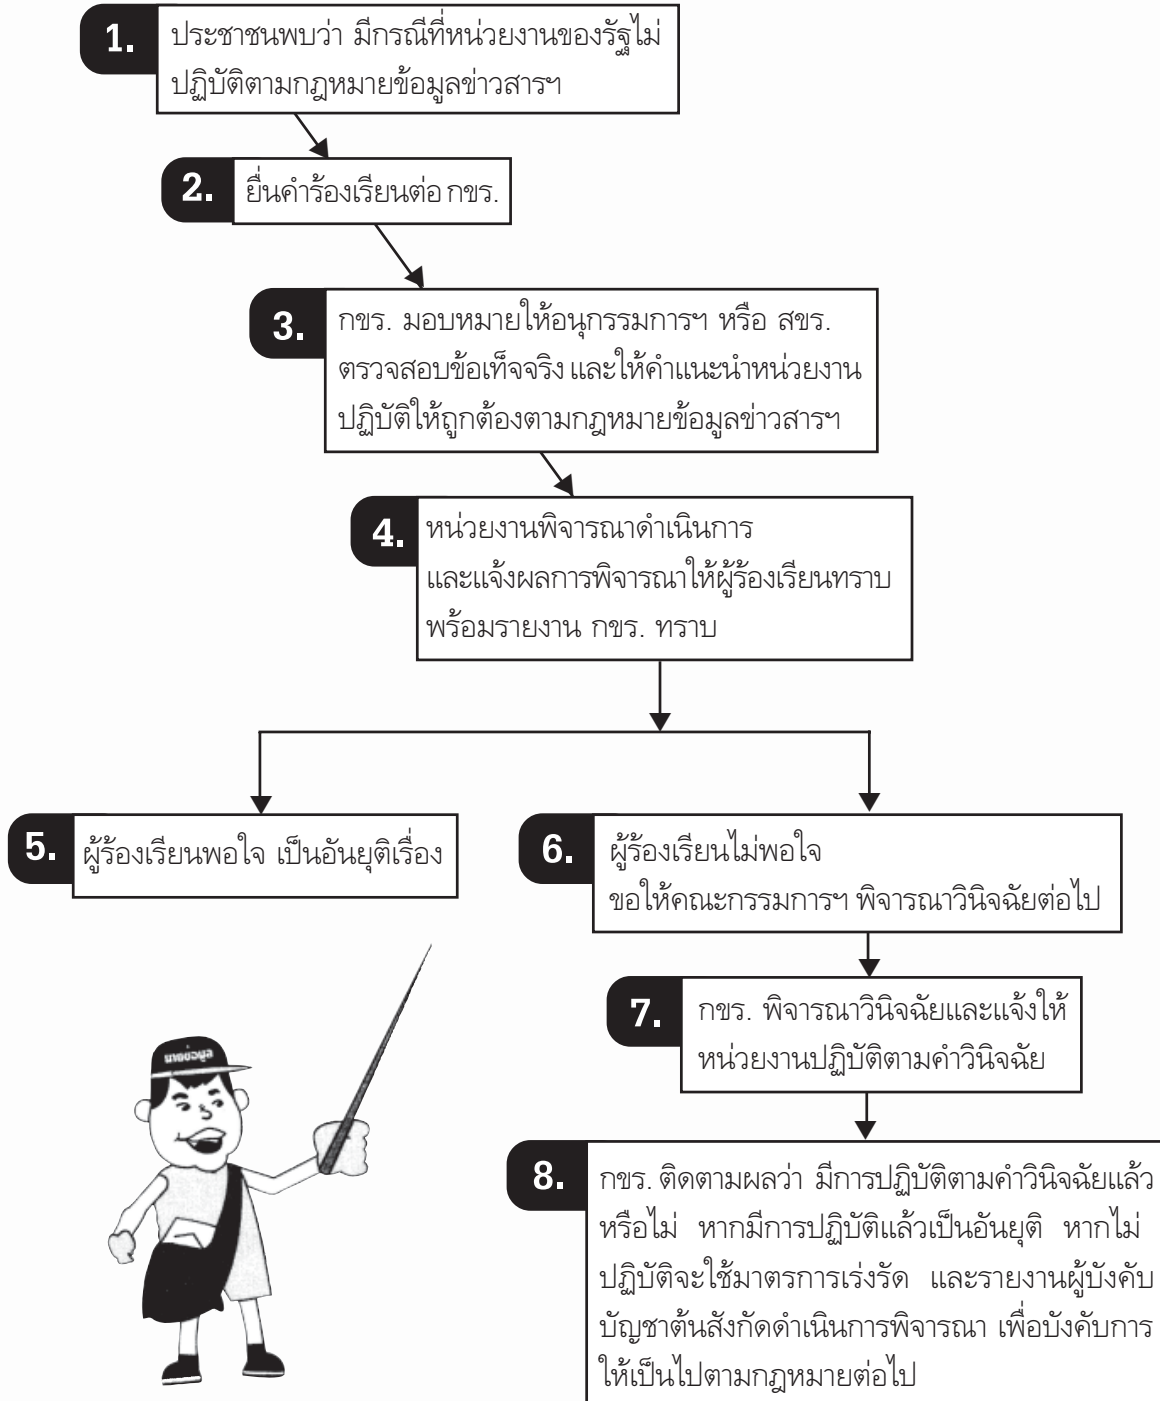 1.
ประชาชนพบว่า มีกรณีที่หน่วยงานของรัฐไม่
ปฏิบัติตามกฎหมายข้อมูลข่าวสารฯ
2.
ยื่นคำร้องเรียนต่อ กขร.
3.
กขร. มอบหมายให้อนุกรรมการฯ หรือ สขร.
ตรวจสอบข้อเท็จจริง และให้คำแนะนำหน่วยงาน
ปฏิบัติให้ถูกต้องตามกฎหมายข้อมูลข่าวสารฯ
4.
หน่วยงานพิจารณาดำเนินการ
และแจ้งผลการพิจารณาให้ผู้ร้องเรียนทราบ
พร้อมรายงาน กขร. ทราบ
5.
ผู้ร้องเรียนพอใจ เป็นอันยุติเรื่อง
6.
ผู้ร้องเรียนไม่พอใจ
ขอให้คณะกรรมการฯ พิจารณาวินิจฉัยต่อไป
7.
กขร. พิจารณาวินิจฉัยและแจ้งให้
หน่วยงานปฏิบัติตามคำวินิจฉัย
นายข้อมูล
8.
กขร. ติดตามผลว่า มีการปฏิบัติตามคำวินิจฉัยแล้ว
หรือไม่ หากมีการปฏิบัติแล้วเป็นอันยุติ หากไม่
ปฏิบัติจะใช้มาตรการเร่งรัด และรายงานผู้บังคับ
บัญชาต้นสังกัดดำเนินการพิจารณา เพื่อบังคับการ
ให้เป็นไปตามกฎหมายต่อไป